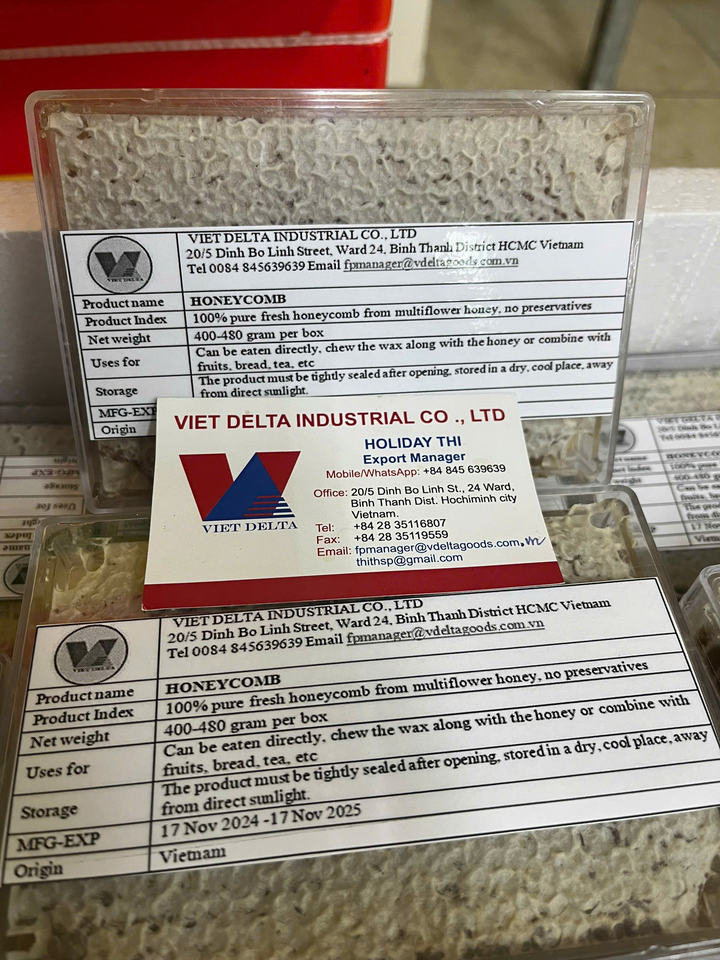 VIET DELTA
VIET DELTA INDUSTRIAL CO., LTD
20/5 Dinh Bo Linh Street, Ward 24, Binh Thanh District HCMC Vietnam
Tel 0084 845639639 Email fpmanager@vdeltagoods.com.vn
Product name HONEYCOMB
Product Index 100% pure fresh honeycomb from multiflower honey, no preservatives
Net weight 400-480 gram per box
Uses for Can be eaten directly, chew the wax along with the honey or combine with
fruits, bread, tea, etc
Storage The product must be tightly sealed after opening, stored in a dry, cool place, away
from direct sunlight.
MFG-EXP
Origin
VIET DELTA INDUSTRIAL CO ., LTD
HOLIDAY THI
Export Manager
Mobile/WhatsApp: +84 845 639639
Office: 20/5 Dinh Bo Linh St., 24 Ward,
Binh Thanh Dist. Hochiminh city
Vietnam.
Tel: +84 28 35116807
Fax: +84 28 35119559
Email: fpmanager@vdeltagoods.com.vn
thithsp@gmail.com
VIET DELTA
VIET DELTA
VIET DELTA INDUSTRIAL CO., LTD
20/5 Dinh Bo Linh Street, Ward 24, Binh Thanh District HCMC Vietnam
Tel 0084 845639639 Email fpmanager@vdeltagoods.com.vn
Product name HONEYCOMB
Product Index 100% pure fresh honeycomb from multiflower honey, no preservatives
Net weight 400-480 gram per box
Uses for Can be eaten directly, chew the wax along with the honey or combine with
fruits, bread, tea, etc
Storage The product must be tightly sealed after opening, stored in a dry, cool place, away
from direct sunlight.
MFG-EXP 17 Nov 2024 -17 Nov 2025
Origin Vietnam